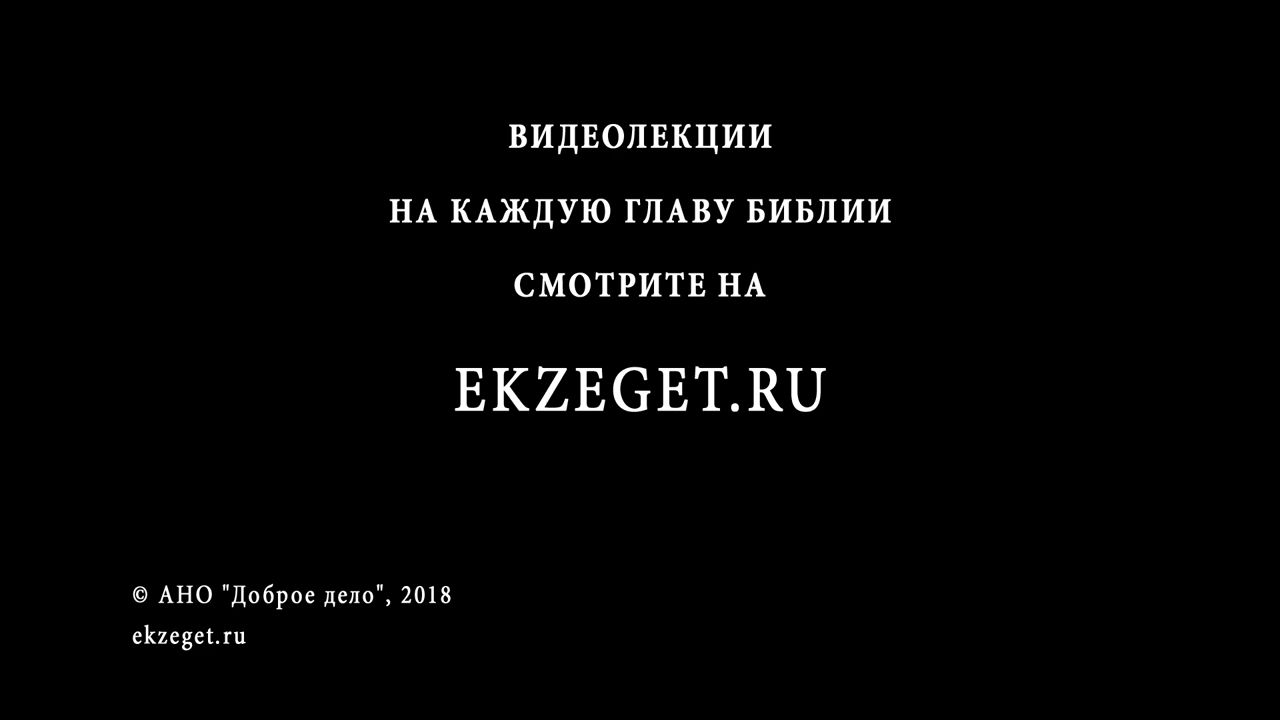 ВИДЕОЛЕКЦИИ
НА КАЖДУЮ ГЛАВУ БИБЛИИ
СМОТРИТЕ НА
EKZEGET.RU
© АНО "Доброе дело", 2018
ekzeget.ru